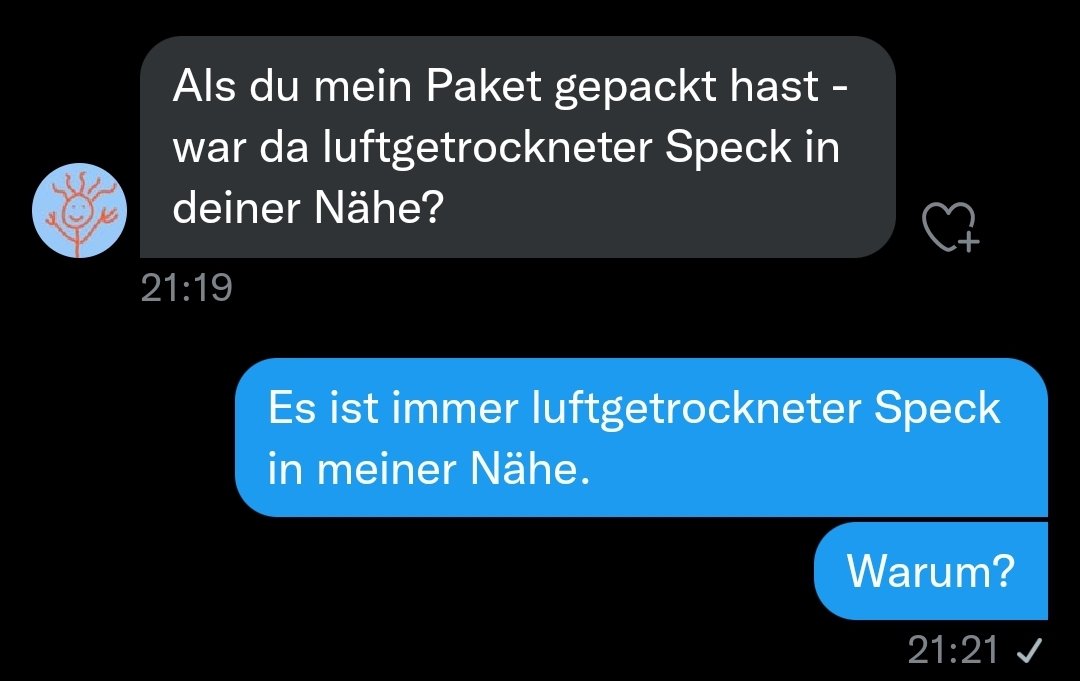 Als du mein Paket gepackt hast -
war da luftgetrockneter Speck in
deiner Nähe?
21:19
Es ist immer luftgetrockneter Speck
in meiner Nähe.
Warum?
21:21 ✓